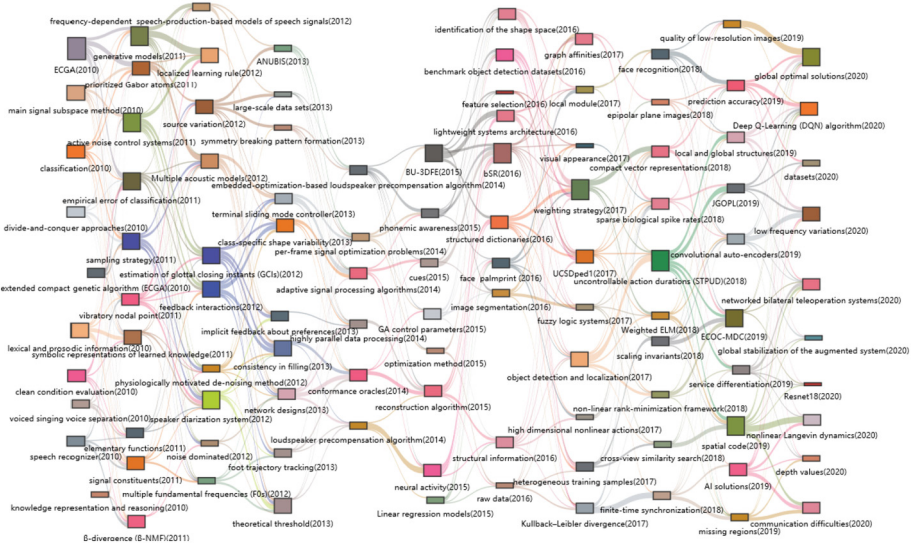 frequency-dependent speech-production-based models of speech signals(2012)
generative models(2011)
ECGA(2010)
localized learning rule(2012)
ANUBIS(2013)
prioritized Gabor atoms(2011)
main signal subspace method(2010)
large-scale data sets(2013)
source variation(2012)
active noise control systems(2011)
symmetry breaking pattern formation(2013)
classification(2010)
Multiple acoustic models(2012)
embedded-optimization-based loudspeaker precompensation algorithm(2014)
empirical error of classification(2011)
terminal sliding mode controller(2013)
divide-and-conquer approaches(2010)
class-specific shape variability(2013)
per-frame signal optimization problems(2014)
sampling strategy(2011)
estimation of glottal closing instants (GCIs)(2012)
adaptive signal processing algorithms(2014)
extended compact genetic algorithm (ECGA)(2010)
feedback interactions(2012)
vibratory nodal point(2011)
implicit feedback about preferences(2013)
highly parallel data processing(2014)
lexical and prosodic information(2010)
symbolic representations of learned knowledge(2011)
consistency in filling(2013)
physiologically motivated de-noising method(2012)
clean condition evaluation(2010)
network designs(2013)
conformance oracles(2014)
voiced singing voice separation(2010)
speaker diarization system(2012)
loudspeaker precompensation algorithm(2014)
elementary functions(2011)
speech recognizer(2010)
noise dominated(2012)
foot trajectory tracking(2013)
signal constituents(2011)
multiple fundamental frequencies (F0s)(2012)
knowledge representation and reasoning(2010)
theoretical threshold(2013)
β-divergence (β-NMF)(2011)
identification of the shape space(2016)
graph affinities(2017)
benchmark object detection datasets(2016)
feature selection(2016)
local module(2017)
lightweight systems architecture(2016)
BU-3DFE(2015)
bSR(2016)
visual appearance(2017)
compact vector representations(2018)
weighting strategy(2017)
phonemic awareness(2015)
structured dictionaries(2016)
sparse biological spike rates(2018)
cues(2015)
face palmprint (2016)
UCSDped1(2017)
uncontrollable action durations (STPUD)(2018)
image segmentation(2016)
GA control parameters(2015)
fuzzy logic systems(2017)
Weighted ELM(2018)
optimization method(2015)
object detection and localization(2017)
scaling invariants(2018)
reconstruction algorithm(2015)
non-linear rank-minimization framework(2018)
high dimensional nonlinear actions(2017)
structural information(2016)
cross-view similarity search(2018)
neural activity(2015)
heterogeneous training samples(2017)
raw data(2016)
Linear regression models(2015)
finite-time synchronization(2018)
Kullback–Leibler divergence(2017)
quality of low-resolution images(2019)
face recognition(2018)
global optimal solutions(2020)
prediction accuracy(2019)
epipolar plane images(2018)
Deep Q-Learning (DQN) algorithm(2020)
local and global structures(2019)
datasets(2020)
JGOPL(2019)
low frequency variations(2020)
convolutional auto-encoders(2019)
networked bilateral teleoperation systems(2020)
ECOC-MDC(2019)
global stabilization of the augmented system(2020)
service differentiation(2019)
Resnet18(2020)
nonlinear Langevin dynamics(2020)
spatial code(2019)
depth values(2020)
AI solutions(2019)
communication difficulties(2020)
missing regions(2019)